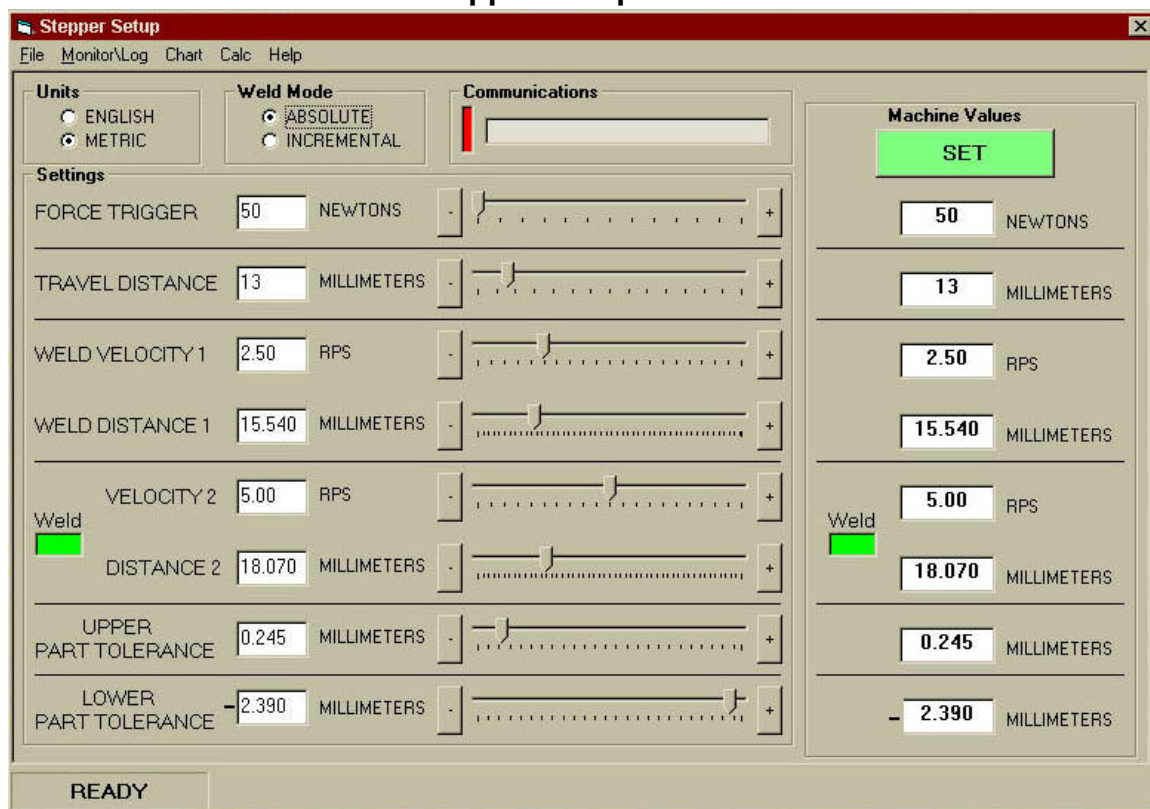 Stepper Setup
File Monitor\Log Chart Calc Help
Units
ENGLISH
METRIC
Weld Mode
ABSOLUTE
INCREMENTAL
Communications
Machine Values
SET
Settings
FORCE TRIGGER 50 NEWTONS - + 50 NEWTONS
TRAVEL DISTANCE 13 MILLIMETERS - + 13 MILLIMETERS
WELD VELOCITY 1 2.50 RPS - + 2.50 RPS
WELD DISTANCE 1 15.540 MILLIMETERS - + 15.540 MILLIMETERS
VELOCITY 2 5.00 RPS - + 5.00 RPS
Weld Weld
DISTANCE 2 18.070 MILLIMETERS - + 18.070 MILLIMETERS
UPPER
PART TOLERANCE 0.245 MILLIMETERS - + 0.245 MILLIMETERS
LOWER
PART TOLERANCE -2.390 MILLIMETERS - + - 2.390 MILLIMETERS
READY